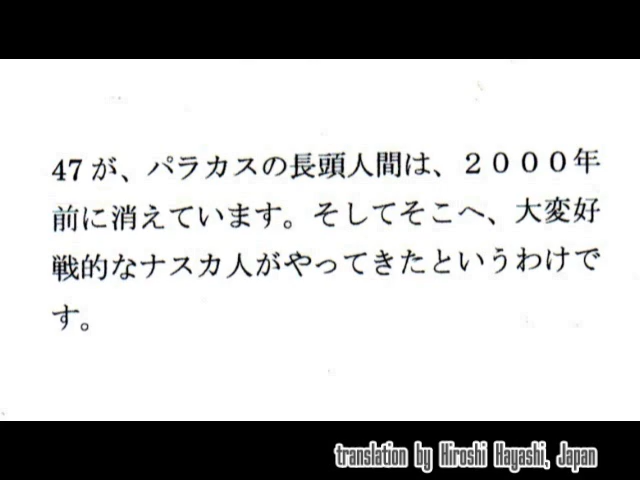 47が、パラカスの長頭人間は、２０００年
前に消えています。そしてそこへ、大変好
戦的なナスカ人がやってきたというわけで
す。
translation by Hiroshi Hayashi, Japan